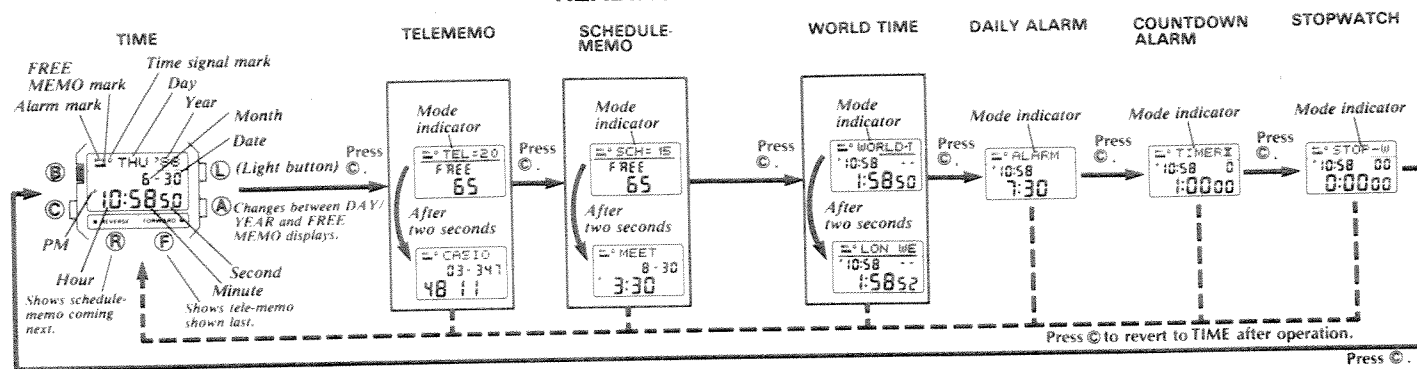 TIME
TELEMEMO
SCHEDULE-
MEMO
WORLD TIME
DAILY ALARM
COUNTDOWN
ALARM
STOPWATCH
FREE
MEMO mark
Alarm mark
Time signal mark
Day
Year
Month
Date
THU '88
6-30
10:58 50
REVERSE FORWARD
B
C
L
(Light button)
A
Changes between DAY/
YEAR and FREE
MEMO displays.
PM
R
F
Hour
Minute
Second
Shows schedule-
memo coming
next.
Shows tele-memo
shown last.
Press
C.
Mode
indicator
TEL=20
FREE
65
After
two seconds
CASIO
03-347
48 11
Press
C.
Mode
indicator
SCH=15
FREE
65
After
two seconds
MEET
8-30
3:30
Press
C.
Mode
indicator
WORLD-T
10:58 --
1:58 50
After
two seconds
LON WE
10:58 --
1:58 52
Press
C.
Mode indicator
ALARM
10:58
7:30
Press
C.
Mode indicator
TIMER
10:58 0
1:00 00
Press
C.
Mode indicator
STOP-W
10:58 00
0:00 00
Press C to revert to TIME after operation.
Press C.